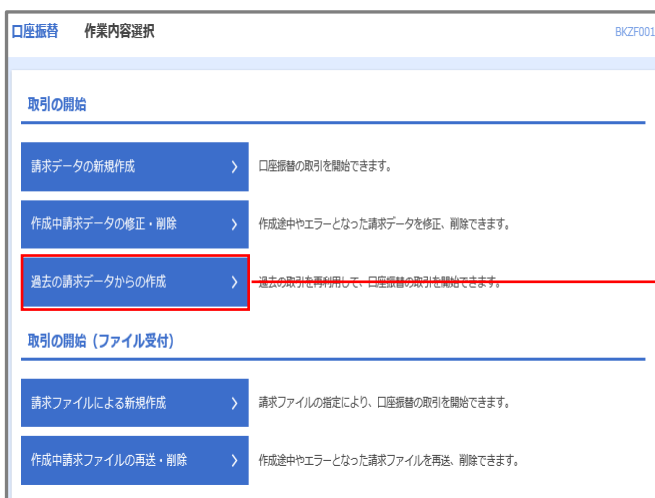 口座振替 作業内容選択 BKZF001
取引の開始
請求データの新規作成 口座振替の取引を開始できます。
作成中請求データの修正・削除 作成途中やエラーとなった請求データを修正、削除できます。
過去の請求データからの作成 過去の取引を再利用して、口座振替の取引を開始できます。
取引の開始（ファイル受付）
請求ファイルによる新規作成 請求ファイルの指定により、口座振替の取引を開始できます。
作成中請求ファイルの再送・削除 作成途中やエラーとなった請求ファイルを再送、削除できます。